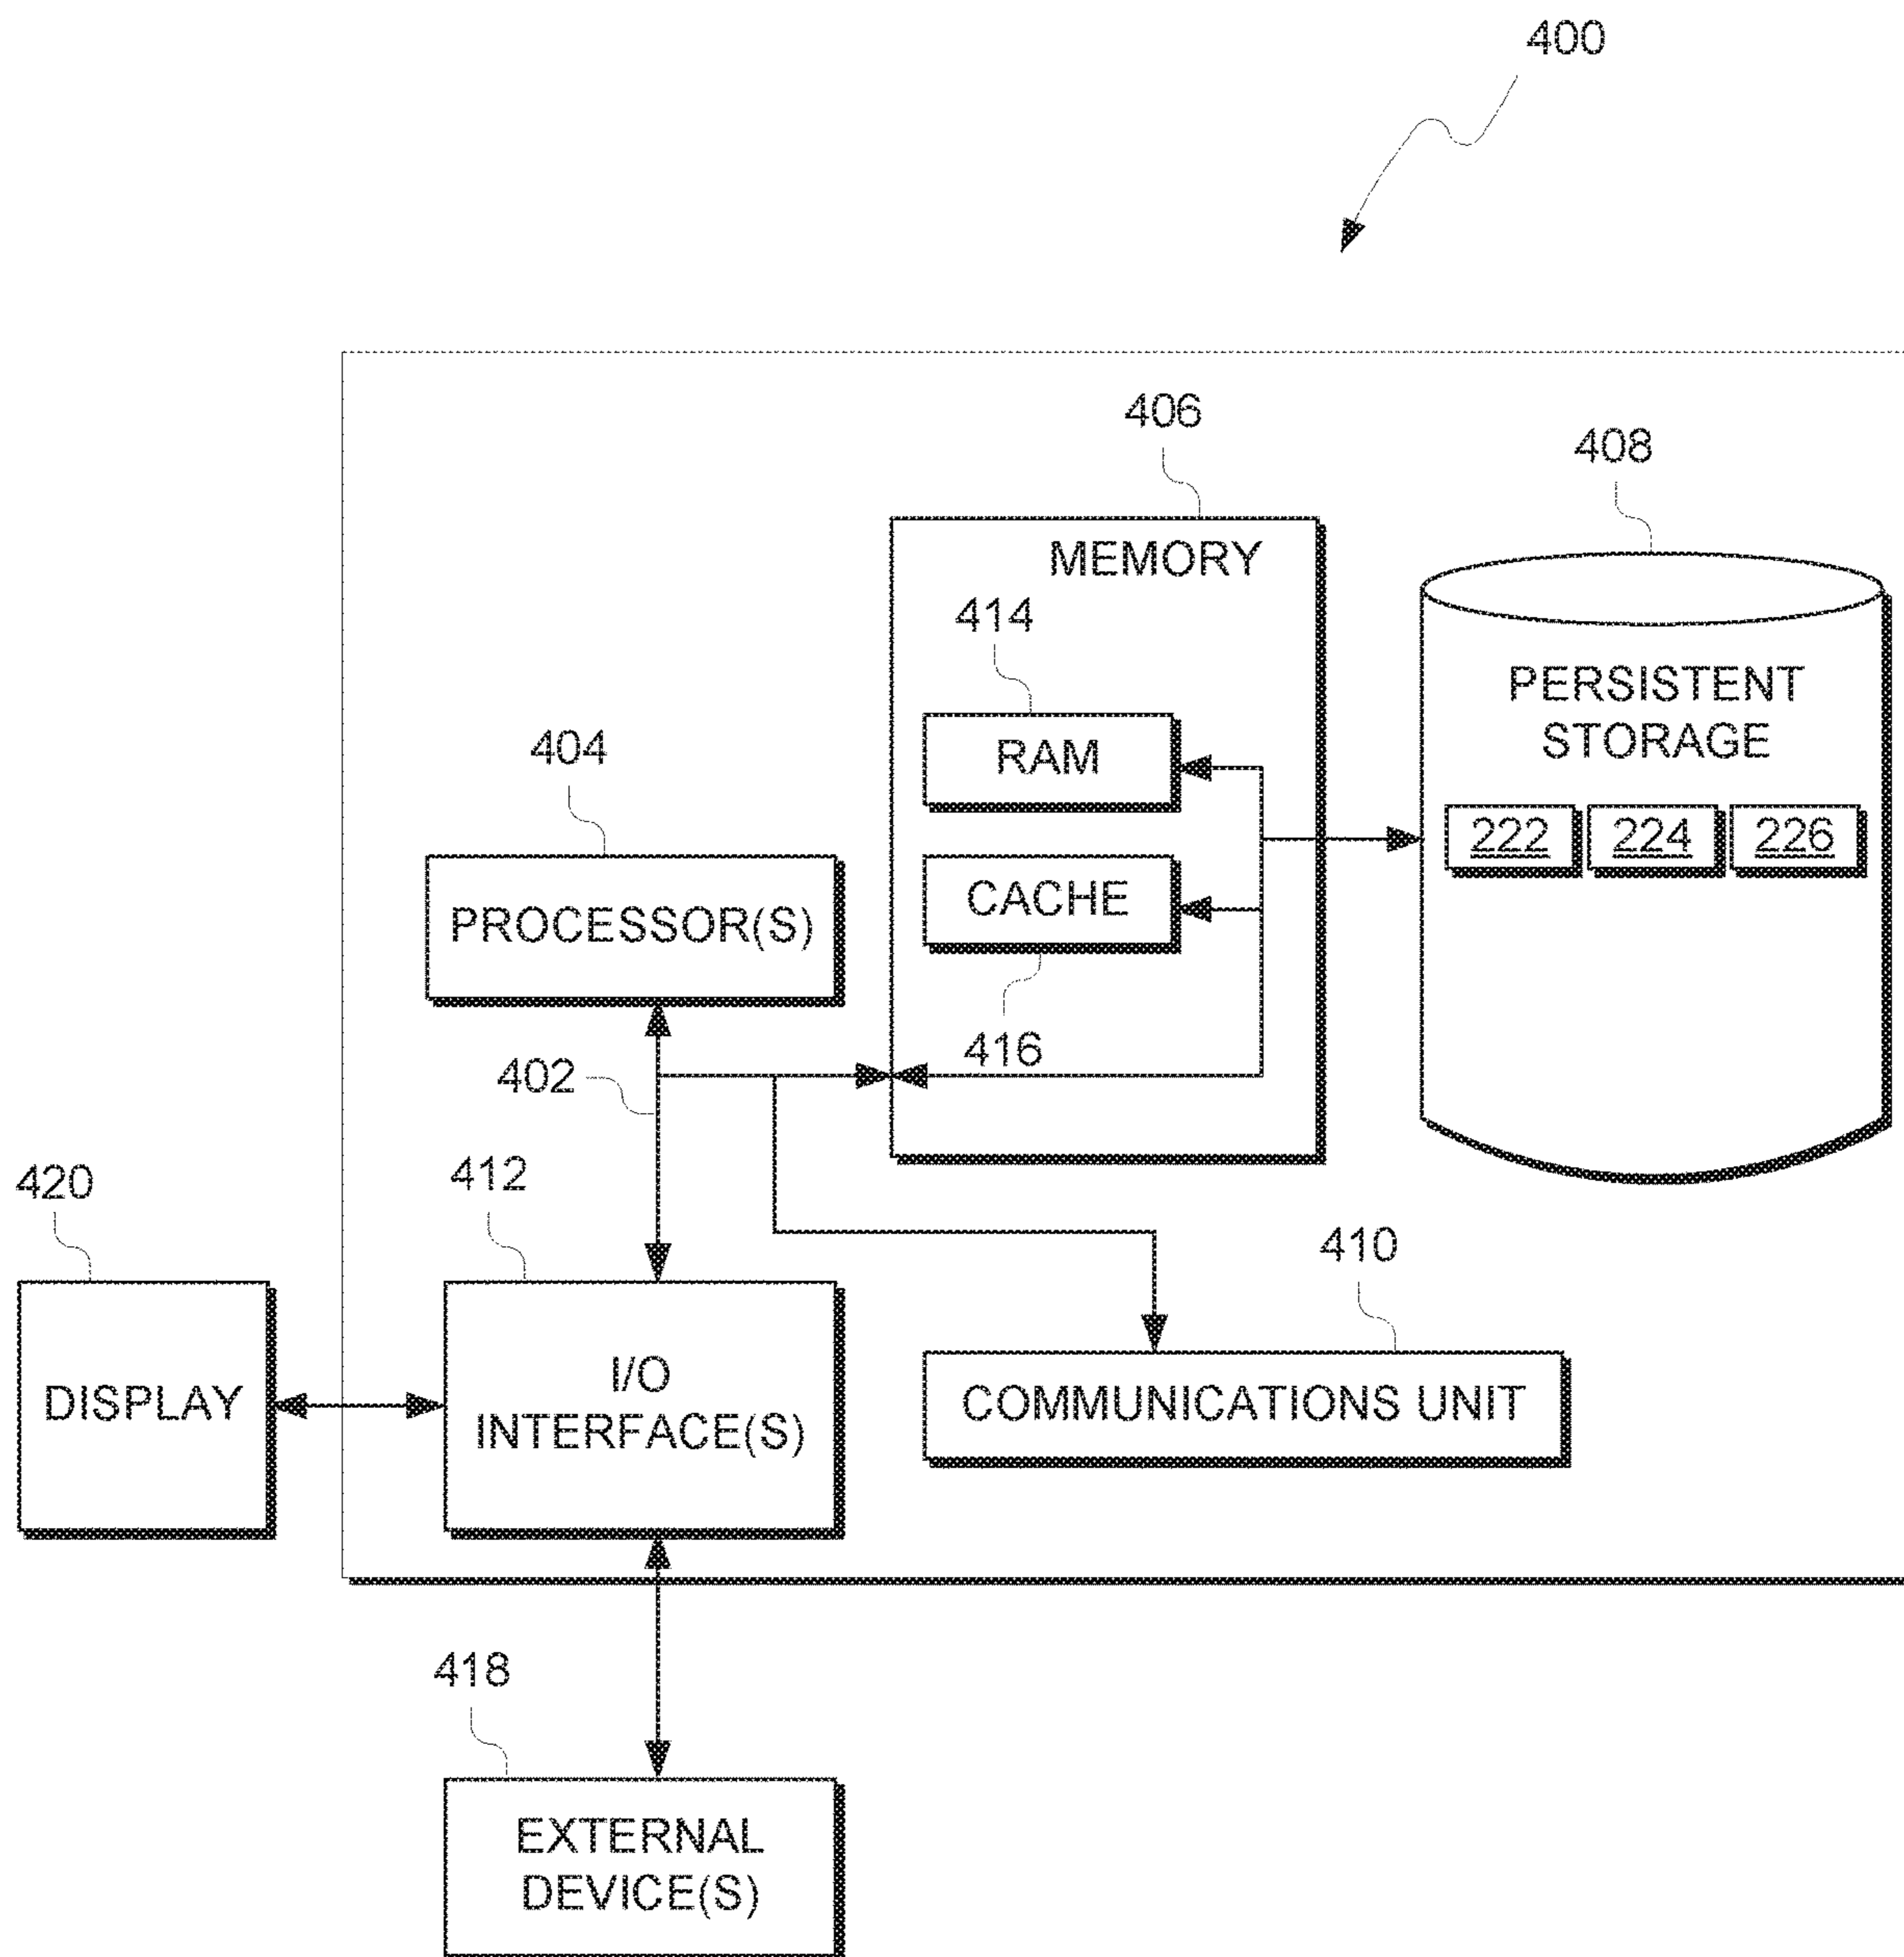 400
406
408
MEMORY
414
PERSISTENT
STORAGE
RAM
404
222 224 226
CACHE
PROCESSOR(S)
416
402
420
412
410
I/O
INTERFACE(S)
DISPLAY
COMMUNICATIONS UNIT
418
EXTERNAL
DEVICE(S)